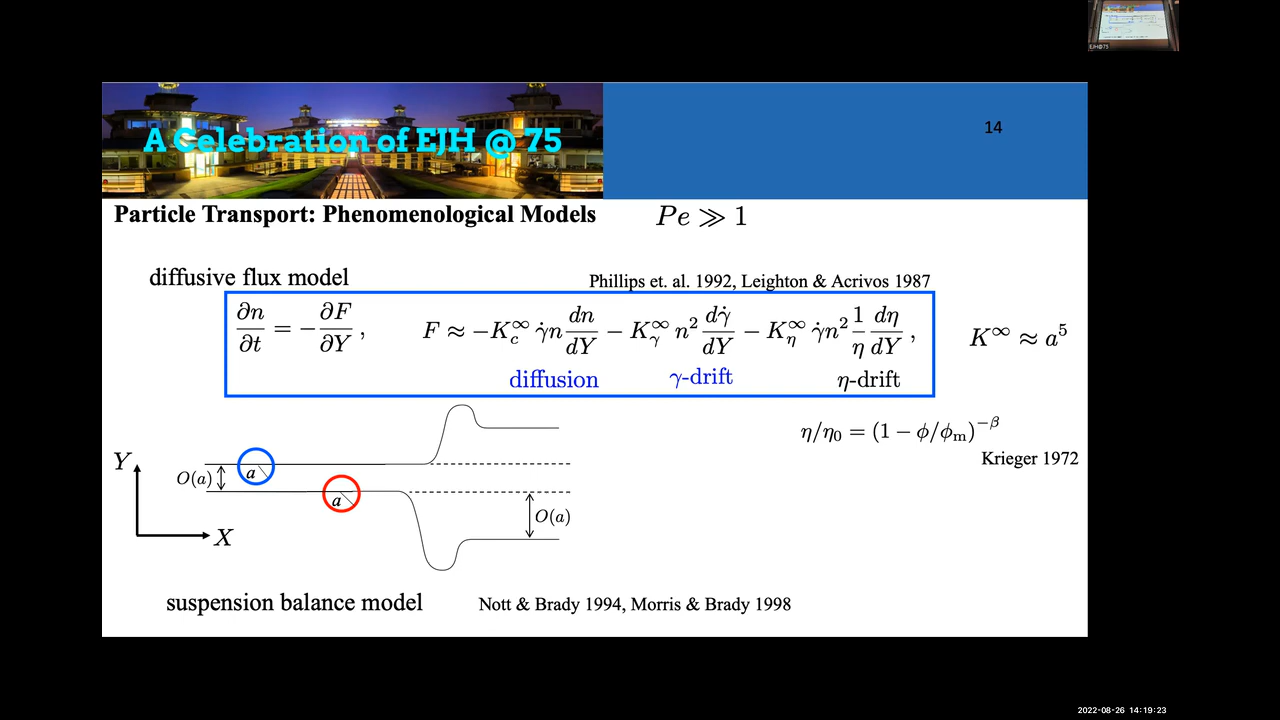 EJH@75
A Celebration of EJH @ 75
14
Particle Transport: Phenomenological Models
Pe ≫ 1
diffusive flux model
Phillips et. al. 1992, Leighton & Acrivos 1987
∂n/∂t = −∂F/∂Y , F ≈ −K_c^∞ γ̇n dn/dY − K_γ^∞ n² dγ̇/dY − K_η^∞ γ̇n² 1/η dη/dY , K^∞ ≈ a⁵
diffusion γ-drift η-drift
η/η₀ = (1 − ϕ/ϕ_m)^{−β}
Krieger 1972
Y
O(a)
a
a
O(a)
X
suspension balance model
Nott & Brady 1994, Morris & Brady 1998
2022-08-26 14:19:23